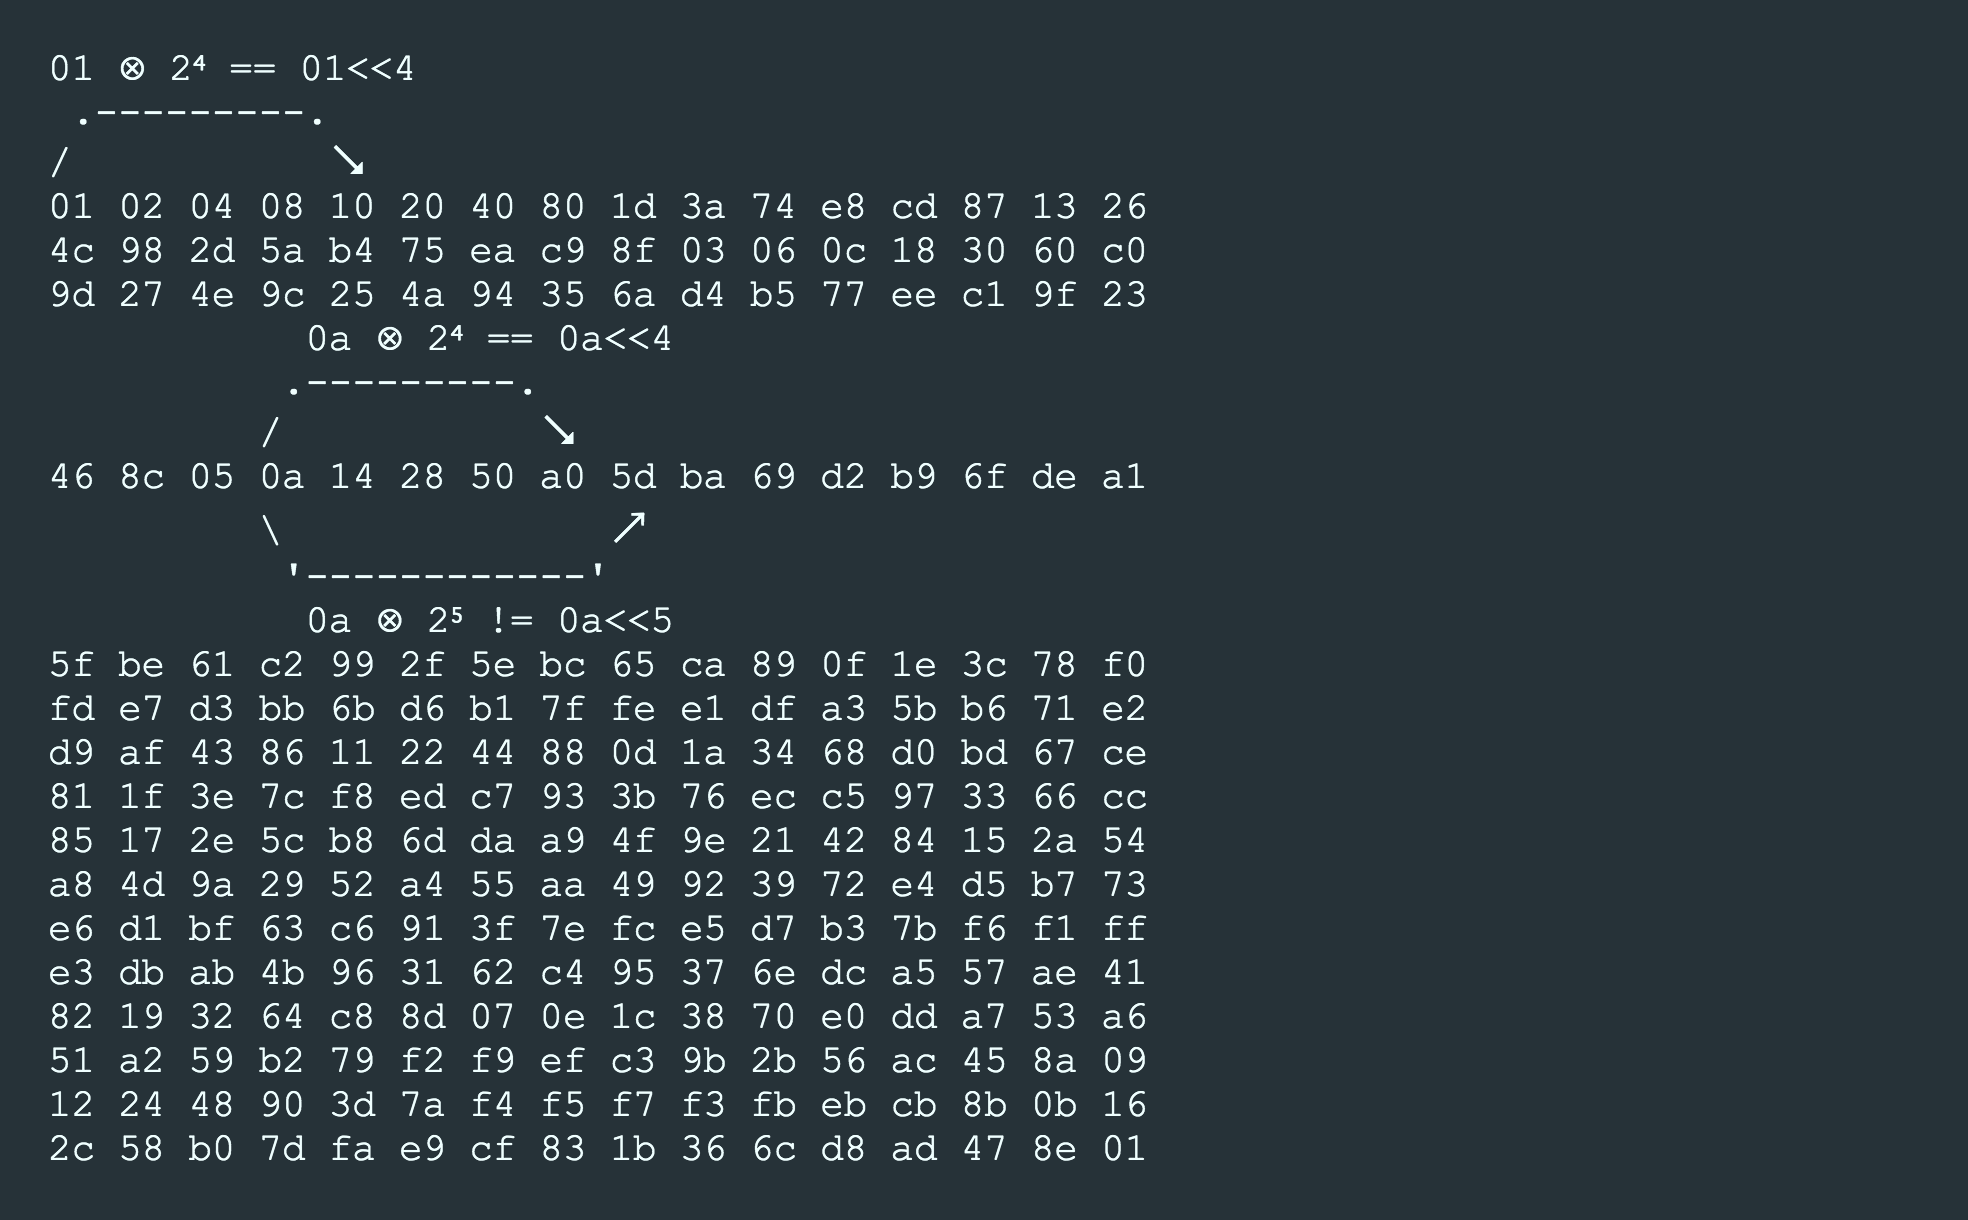 01 ⊗ 2⁴ == 01<<4
 .---------.
/           ↘
01 02 04 08 10 20 40 80 1d 3a 74 e8 cd 87 13 26
4c 98 2d 5a b4 75 ea c9 8f 03 06 0c 18 30 60 c0
9d 27 4e 9c 25 4a 94 35 6a d4 b5 77 ee c1 9f 23
           0a ⊗ 2⁴ == 0a<<4
          .---------.
         /           ↘
46 8c 05 0a 14 28 50 a0 5d ba 69 d2 b9 6f de a1
         \              ↗
          '------------'
           0a ⊗ 2⁵ != 0a<<5
5f be 61 c2 99 2f 5e bc 65 ca 89 0f 1e 3c 78 f0
fd e7 d3 bb 6b d6 b1 7f fe e1 df a3 5b b6 71 e2
d9 af 43 86 11 22 44 88 0d 1a 34 68 d0 bd 67 ce
81 1f 3e 7c f8 ed c7 93 3b 76 ec c5 97 33 66 cc
85 17 2e 5c b8 6d da a9 4f 9e 21 42 84 15 2a 54
a8 4d 9a 29 52 a4 55 aa 49 92 39 72 e4 d5 b7 73
e6 d1 bf 63 c6 91 3f 7e fc e5 d7 b3 7b f6 f1 ff
e3 db ab 4b 96 31 62 c4 95 37 6e dc a5 57 ae 41
82 19 32 64 c8 8d 07 0e 1c 38 70 e0 dd a7 53 a6
51 a2 59 b2 79 f2 f9 ef c3 9b 2b 56 ac 45 8a 09
12 24 48 90 3d 7a f4 f5 f7 f3 fb eb cb 8b 0b 16
2c 58 b0 7d fa e9 cf 83 1b 36 6c d8 ad 47 8e 01